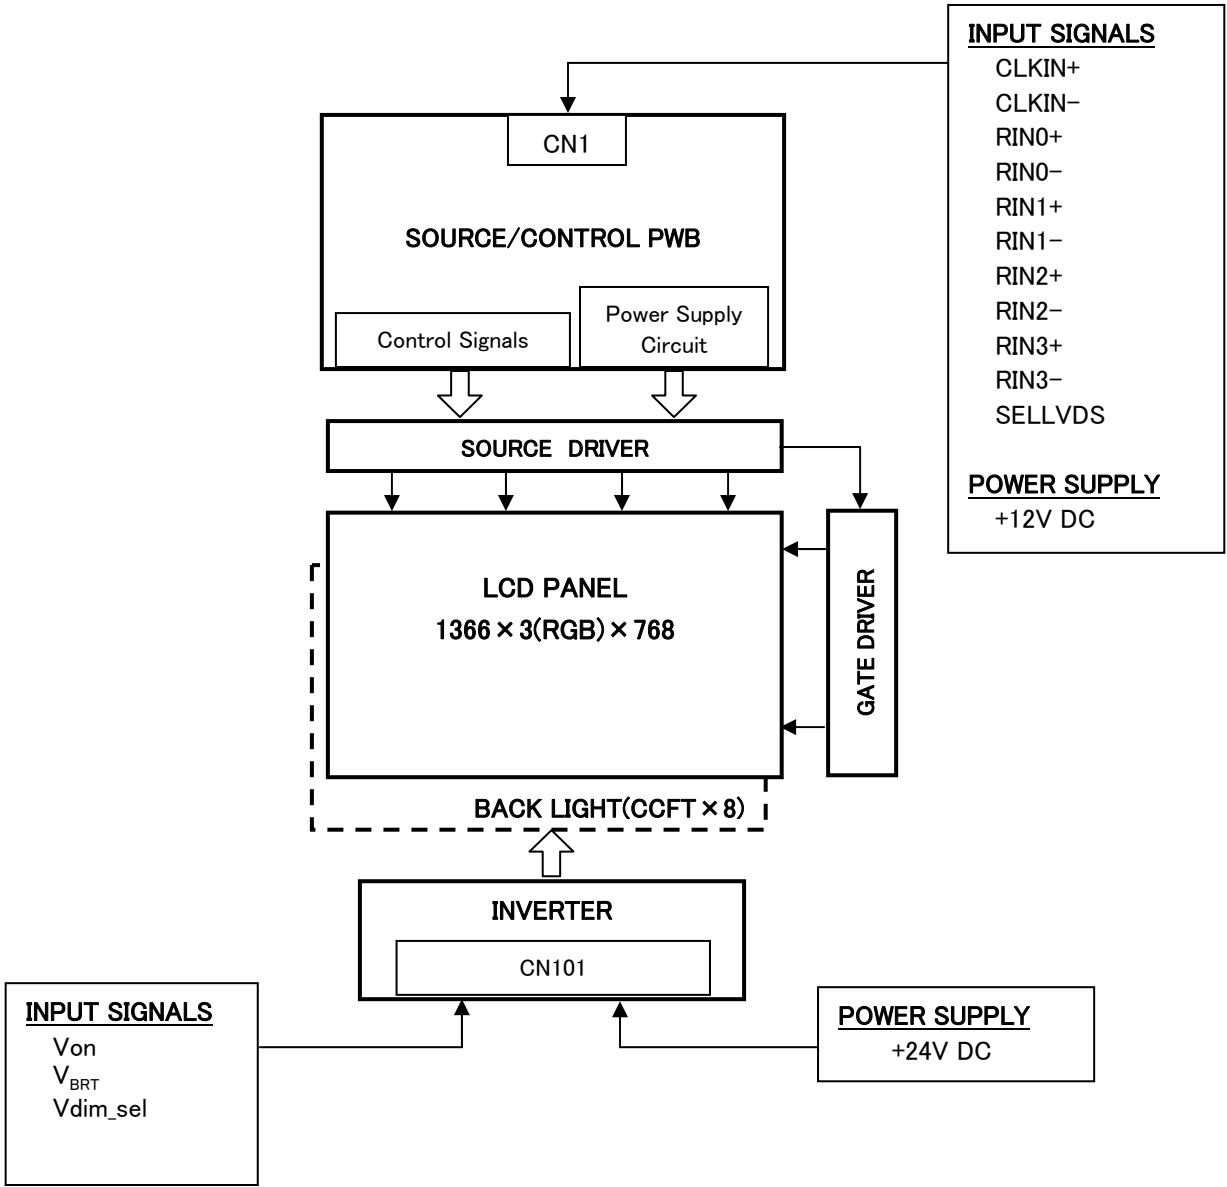 INPUT SIGNALS
CLKIN+
CLKIN−
RIN0+
RIN0−
RIN1+
RIN1−
RIN2+
RIN2−
RIN3+
RIN3−
SELLVDS
POWER SUPPLY
+12V DC
CN1
SOURCE/CONTROL PWB
Control Signals
Power Supply
Circuit
SOURCE DRIVER
LCD PANEL
1366×3(RGB)×768
GATE DRIVER
BACK LIGHT(CCFT×8)
INVERTER
CN101
INPUT SIGNALS
Von
VBRT
Vdim_sel
POWER SUPPLY
+24V DC